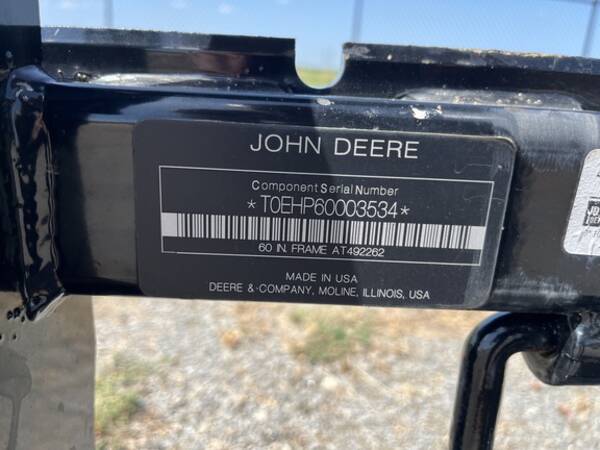 JOHN DEERE
Component Serial Number
*T0EHP60003534*
60 IN. FRAME AT492262
MADE IN USA
DEERE & COMPANY, MOLINE, ILLINOIS, USA